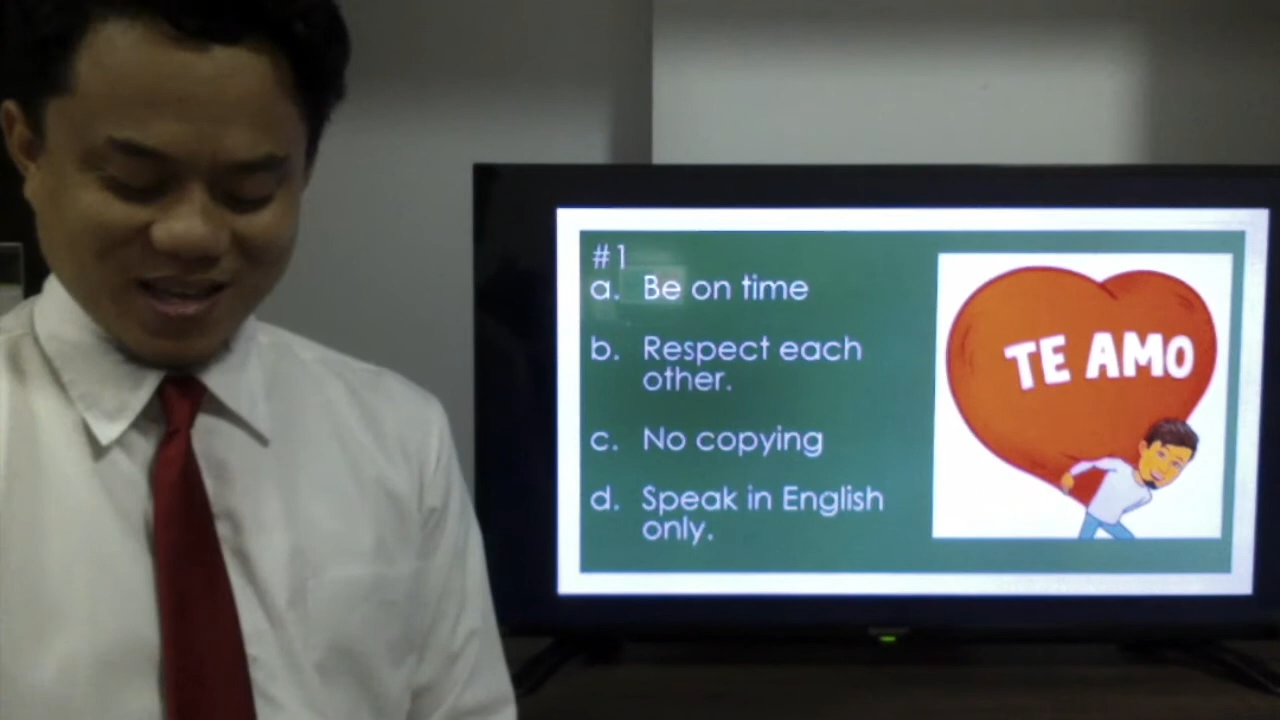 #1
a. Be on time
b. Respect each
other.
c. No copying
d. Speak in English
only.
TE AMO